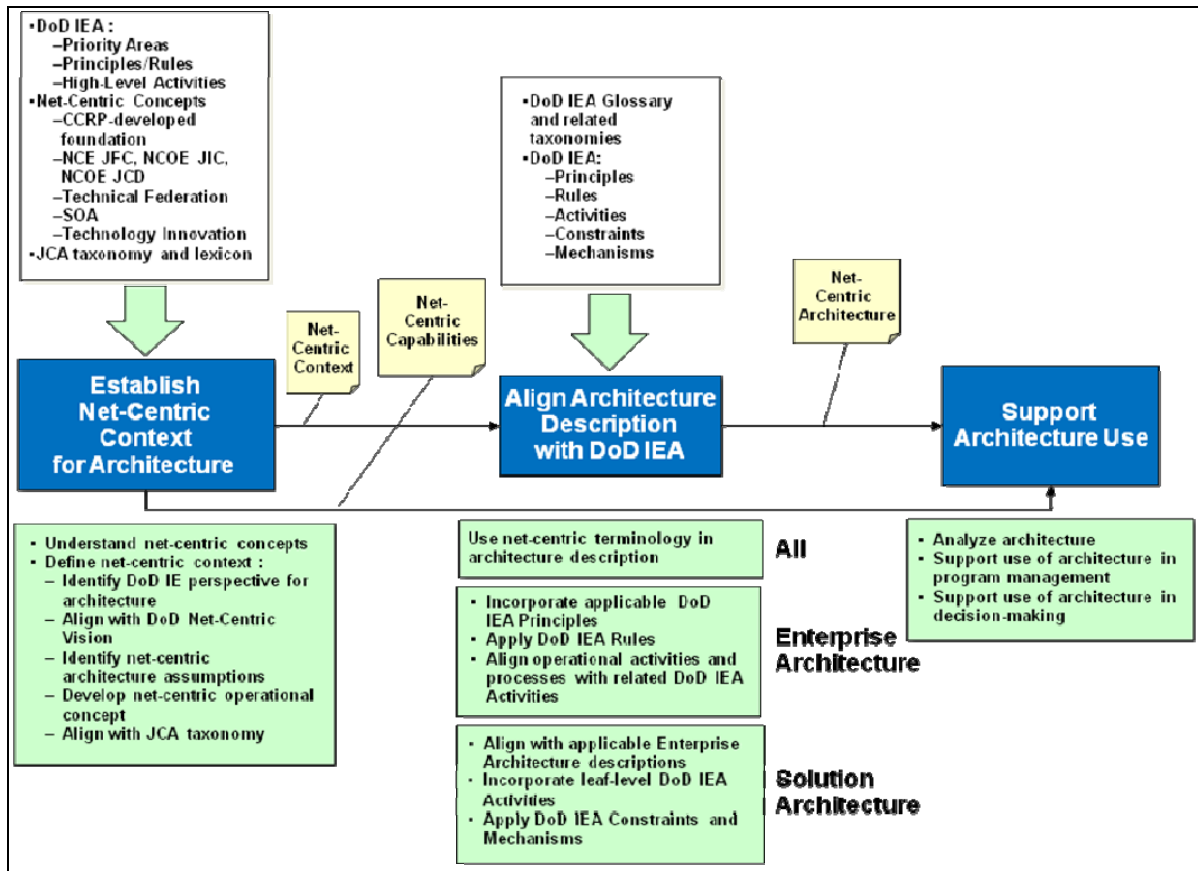 ▪DoD IEA :
–Priority Areas
–Principles/Rules
–High-Level Activities
▪Net-Centric Concepts
–CCRP-developed
foundation
–NCE JFC, NCOE JIC,
NCOE JCD
–Technical Federation
–SOA
–Technology Innovation
▪JCA taxonomy and lexicon
▪DoD IEA Glossary
and related
taxonomies
▪DoD IEA:
–Principles
–Rules
–Activities
–Constraints
–Mechanisms
Net-
Centric
Context
Net-
Centric
Capabilities
Net-
Centric
Architecture
Establish
Net-Centric
Context
for Architecture
Align Architecture
Description
with DoD IEA
Support
Architecture Use
▪ Understand net-centric concepts
▪ Define net-centric context :
– Identify DoD IE perspective for
architecture
– Align with DoD Net-Centric
Vision
– Identify net-centric
architecture assumptions
– Develop net-centric operational
concept
– Align with JCA taxonomy
Use net-centric terminology in
architecture description
All
• Incorporate applicable DoD
IEA Principles
• Apply DoD IEA Rules
• Align operational activities and
processes with related DoD IEA
Activities
Enterprise
Architecture
• Align with applicable Enterprise
Architecture descriptions
• Incorporate leaf-level DoD IEA
Activities
• Apply DoD IEA Constraints and
Mechanisms
Solution
Architecture
▪ Analyze architecture
▪ Support use of architecture in
program management
▪ Support use of architecture in
decision-making